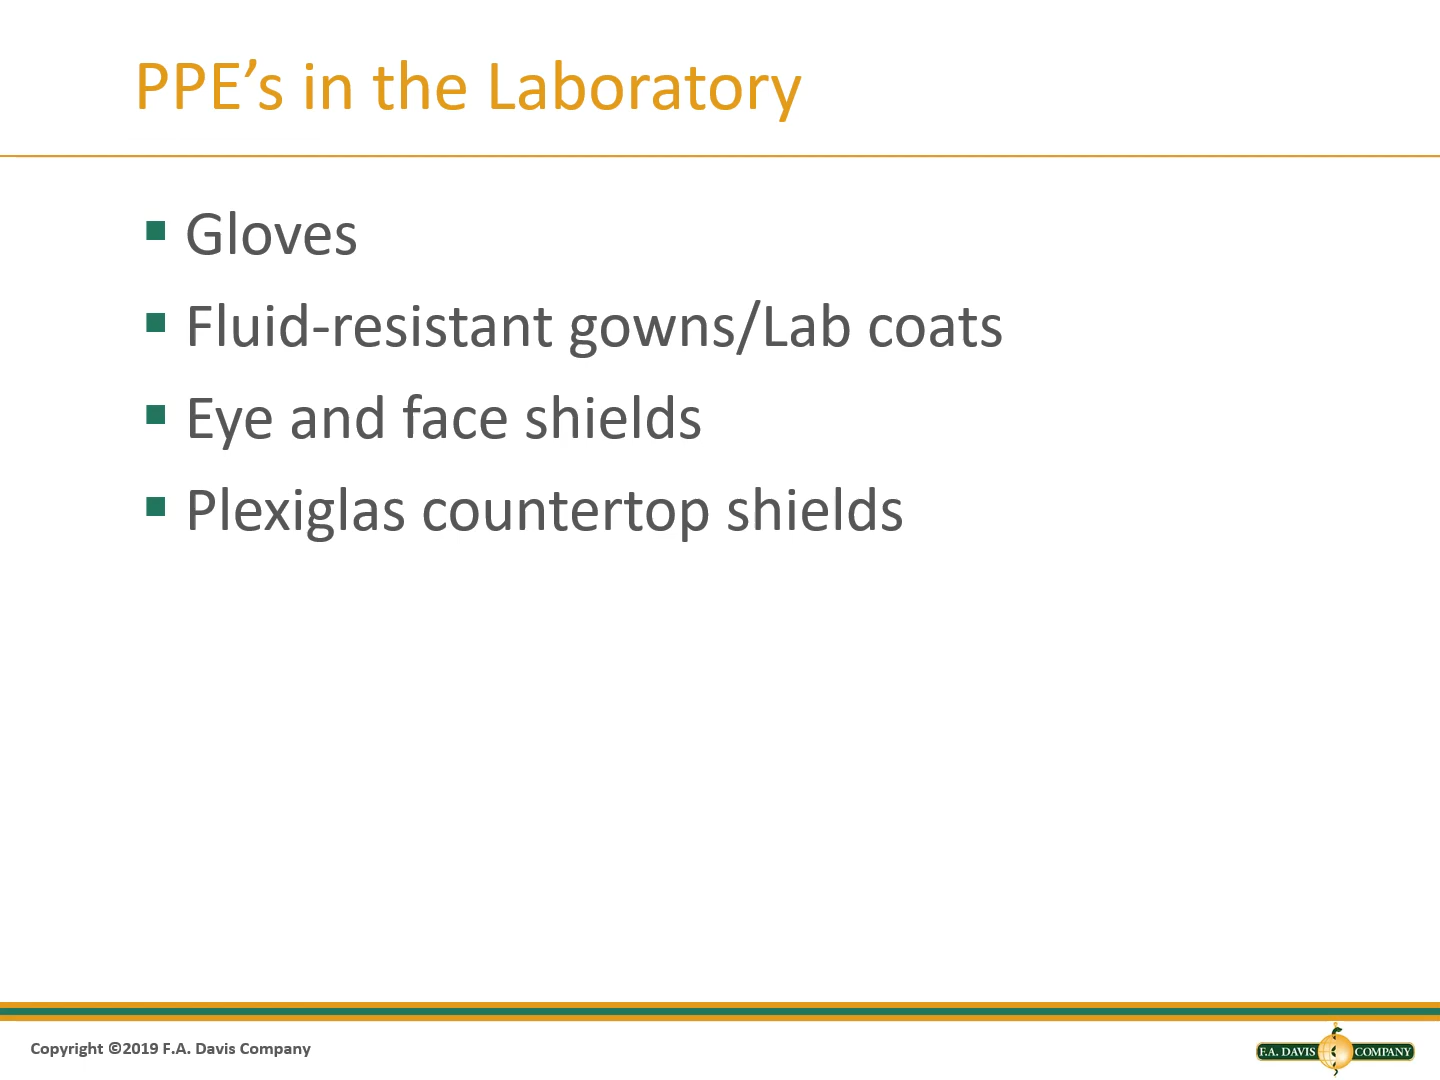 PPE’s in the Laboratory
Gloves
Fluid-resistant gowns/Lab coats
Eye and face shields
Plexiglas countertop shields
Copyright ©2019 F.A. Davis Company
F.A. DAVIS COMPANY